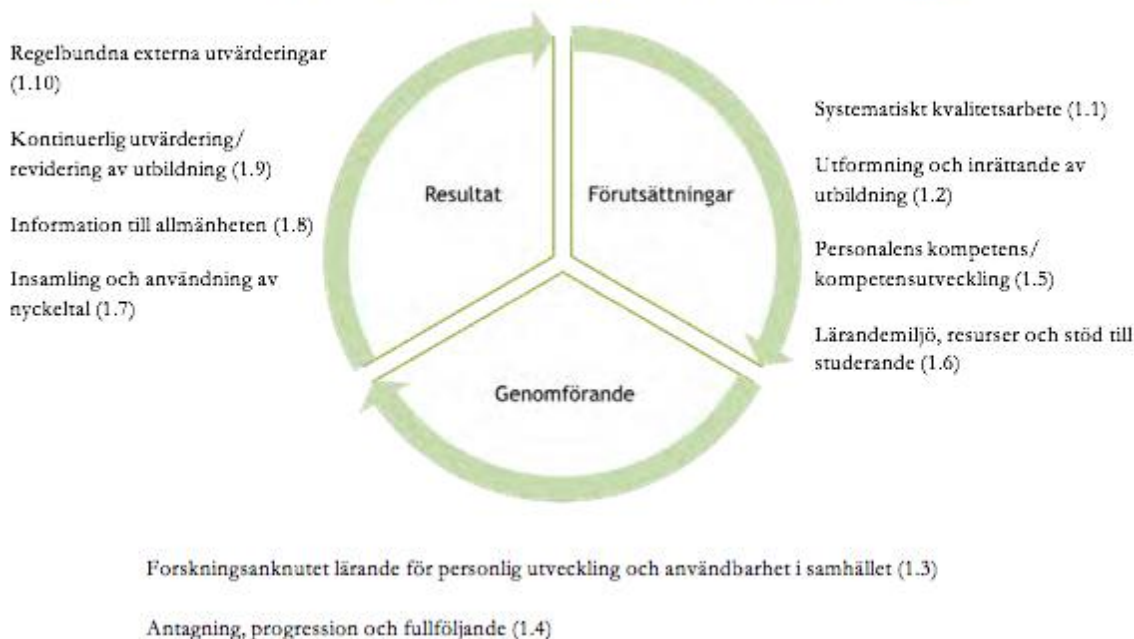 Regelbundna externa utvärderingar
(1.10)
Kontinuerlig utvärdering/
revidering av utbildning (1.9)
Information till allmänheten (1.8)
Insamling och användning av
nyckeltal (1.7)
Resultat
Förutsättningar
Genomförande
Systematiskt kvalitetsarbete (1.1)
Utformning och inrättande av
utbildning (1.2)
Personalens kompetens/
kompetensutveckling (1.5)
Lärandemiljö, resurser och stöd till
studerande (1.6)
Forskningsanknutet lärande för personlig utveckling och användbarhet i samhället (1.3)
Antagning, progression och fullföljande (1.4)